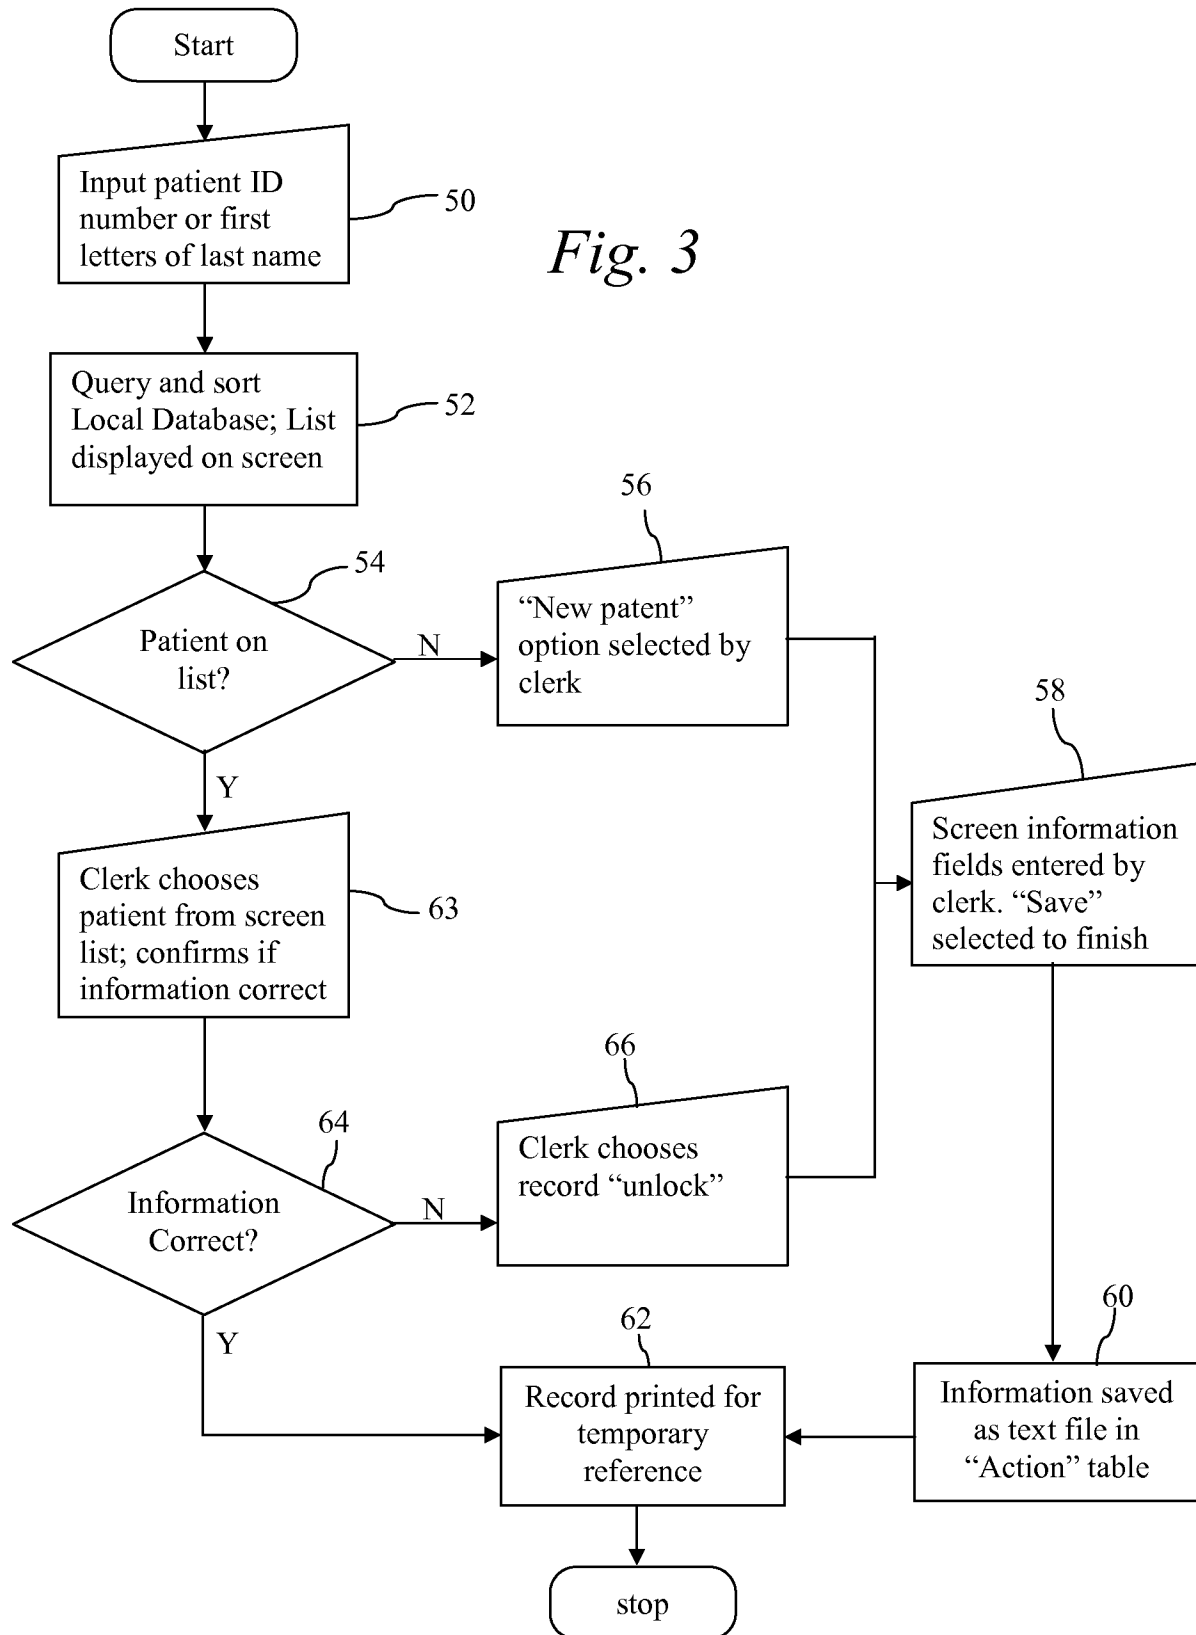 Start
Input patient ID
number or first
letters of last name
50
Fig. 3
Query and sort
Local Database; List
displayed on screen
52
54
Patient on
list?
N
Y
56
“New patent”
option selected by
clerk
58
Screen information
fields entered by
clerk. “Save”
selected to finish
Clerk chooses
patient from screen
list; confirms if
information correct
63
64
Information
Correct?
N
Y
66
Clerk chooses
record “unlock”
62
Record printed for
temporary
reference
60
Information saved
as text file in
“Action” table
stop